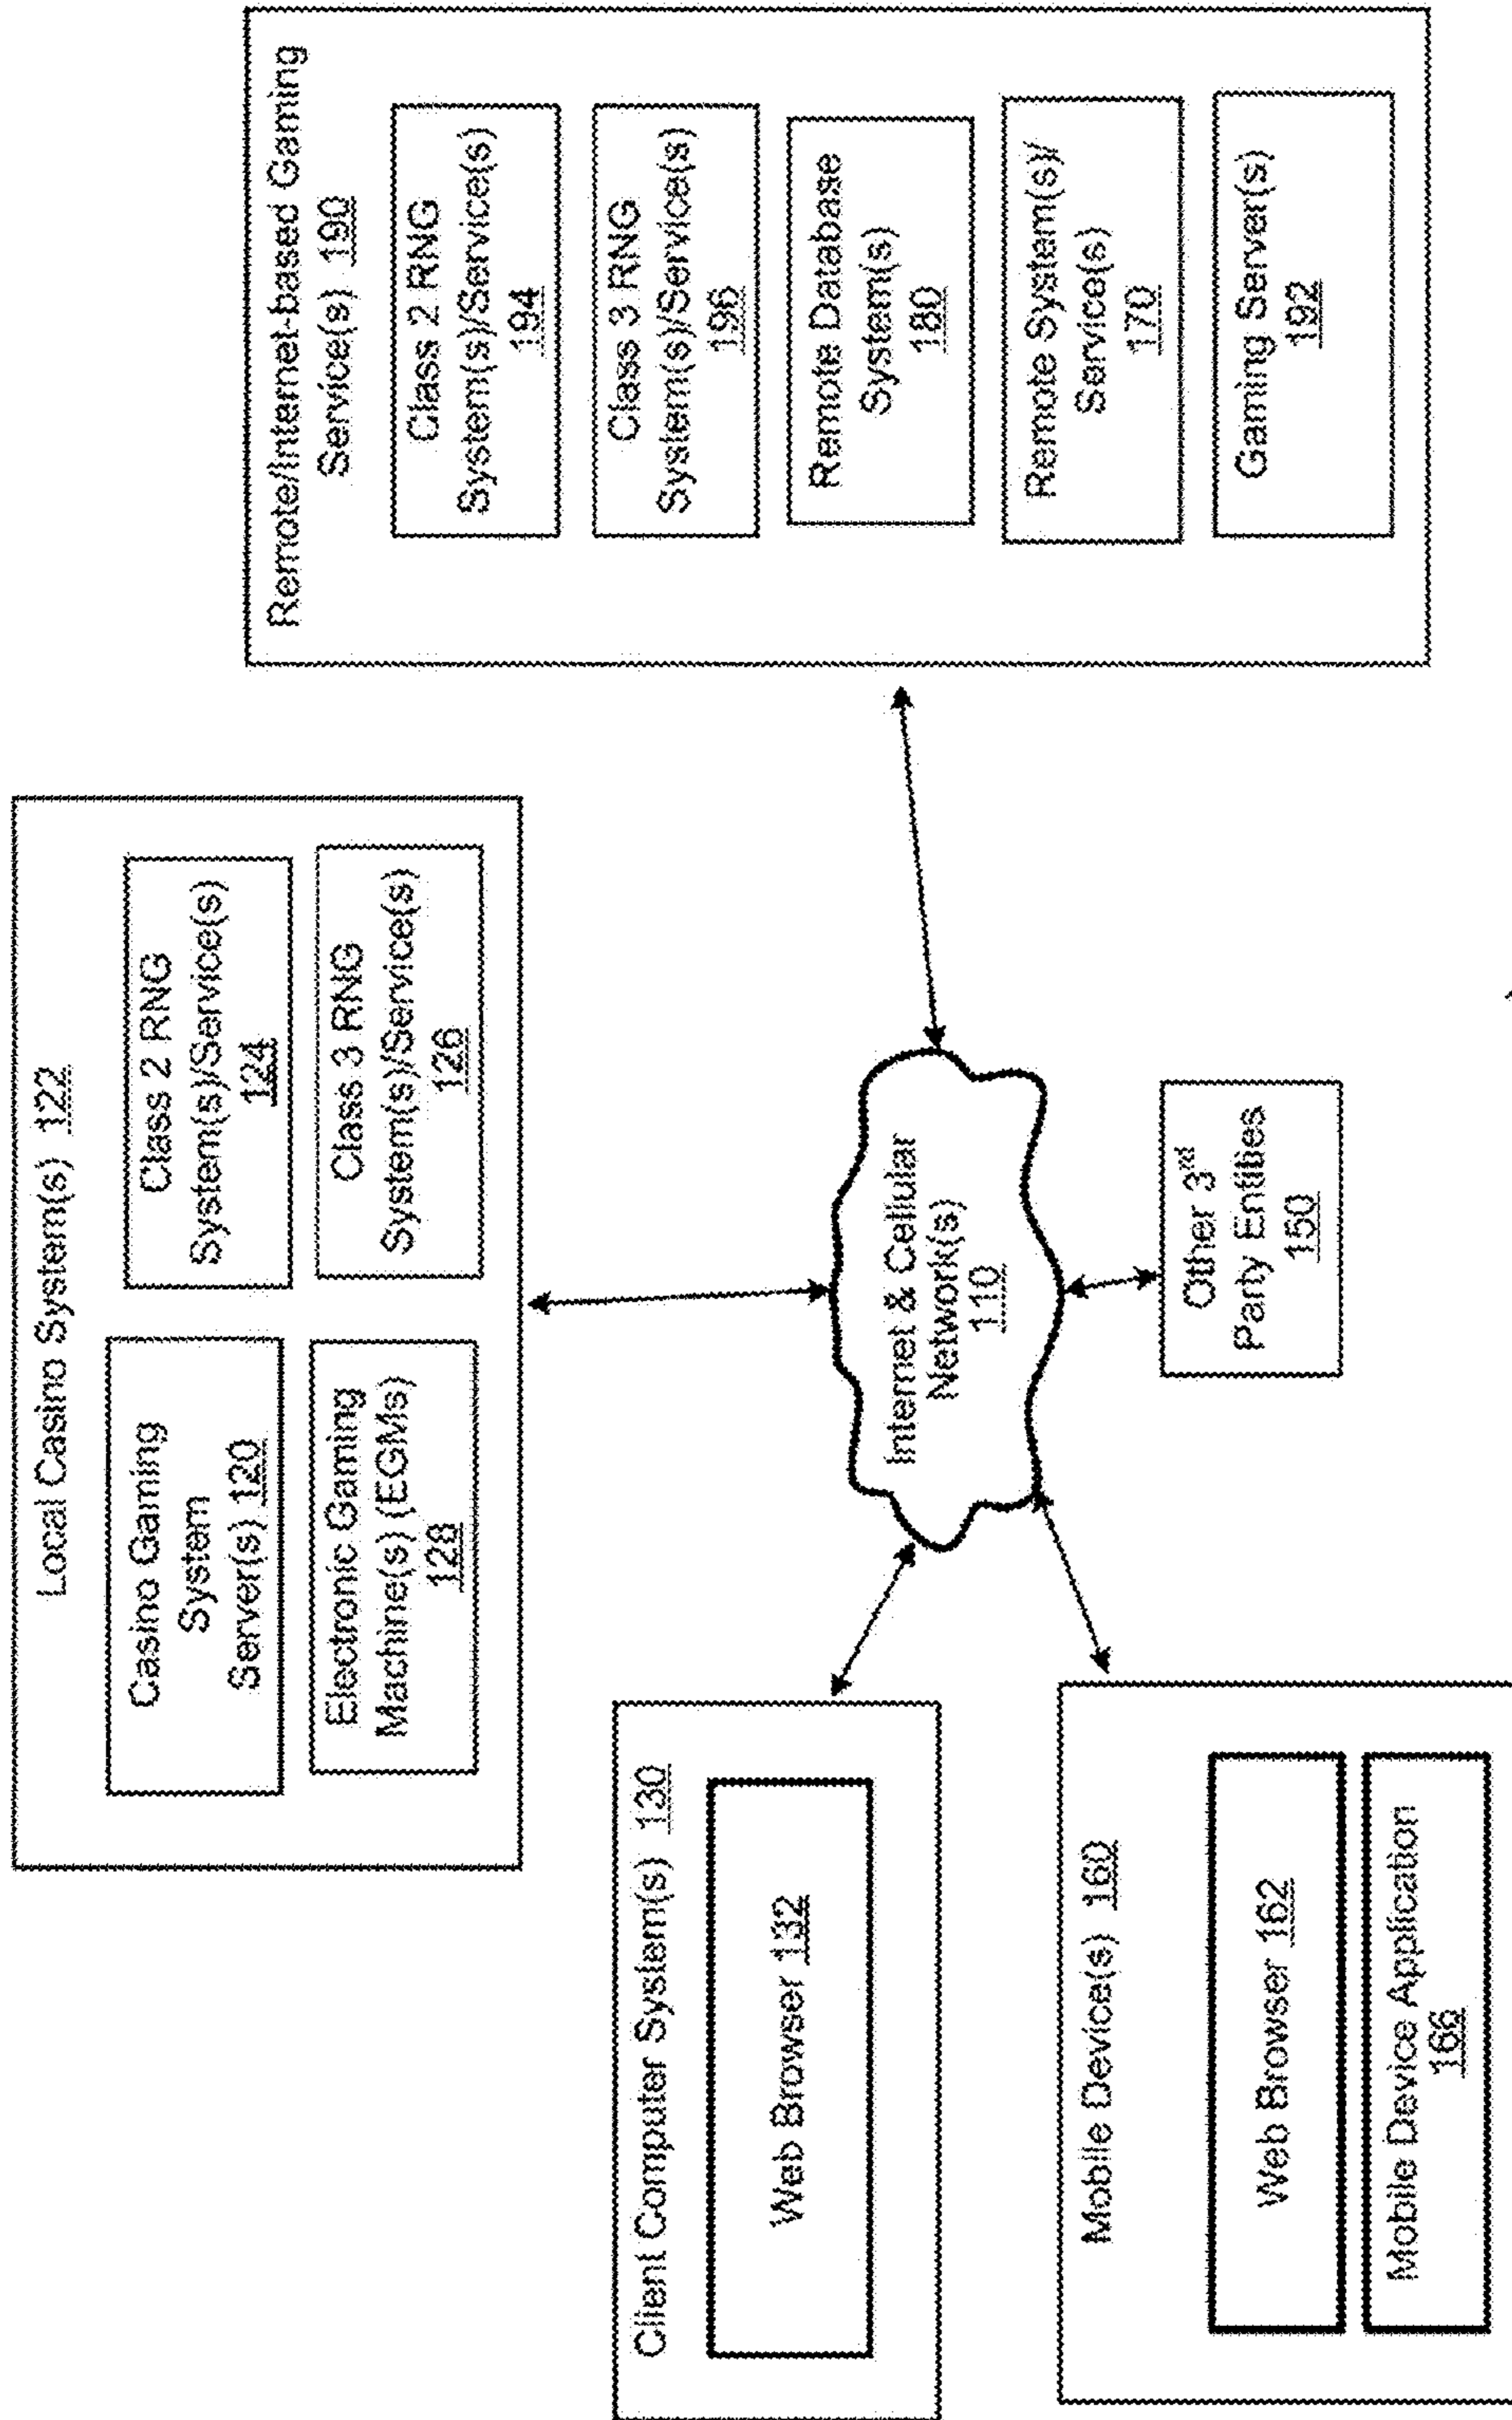 Local Casino System(s) 122
Casino Gaming
System
Server(s) 120
Class 2 RNG
System(s)/Service(s)
124
Electronic Gaming
Machine(s) (EGMs)
128
Class 3 RNG
System(s)/Service(s)
126
Remote/Internet-based Gaming
Service(s) 190
Class 2 RNG
System(s)/Service(s)
194
Class 3 RNG
System(s)/Service(s)
196
Remote Database
System(s)
180
Remote System(s)/
Service(s)
170
Gaming Server(s)
192
Client Computer System(s) 130
Web Browser 132
Internet & Cellular
Network(s)
110
Mobile Device(s) 160
Web Browser 162
Mobile Device Application
166
Other 3rd
Party Entities
150